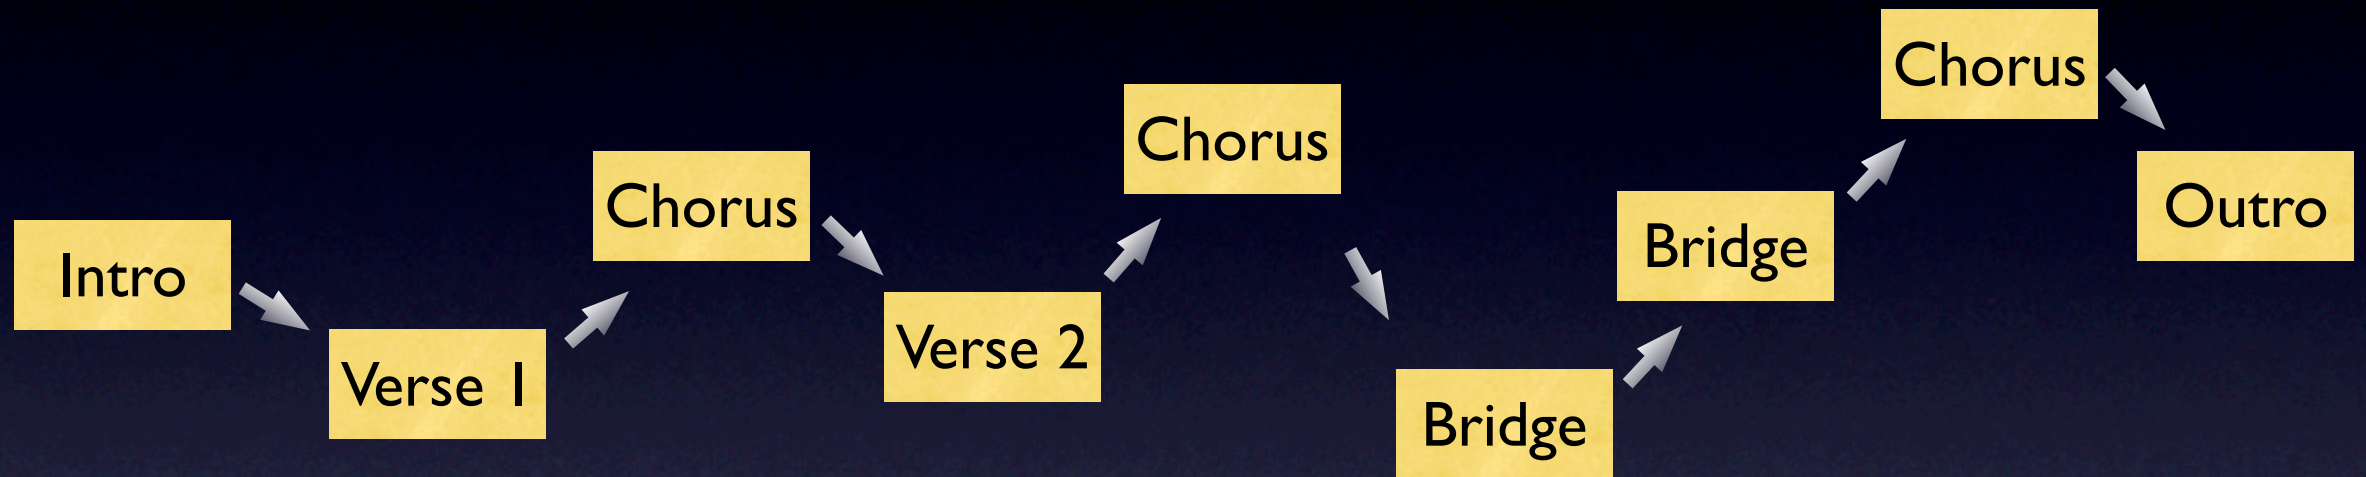 Intro
Verse 1
Chorus
Verse 2
Chorus
Bridge
Bridge
Chorus
Outro